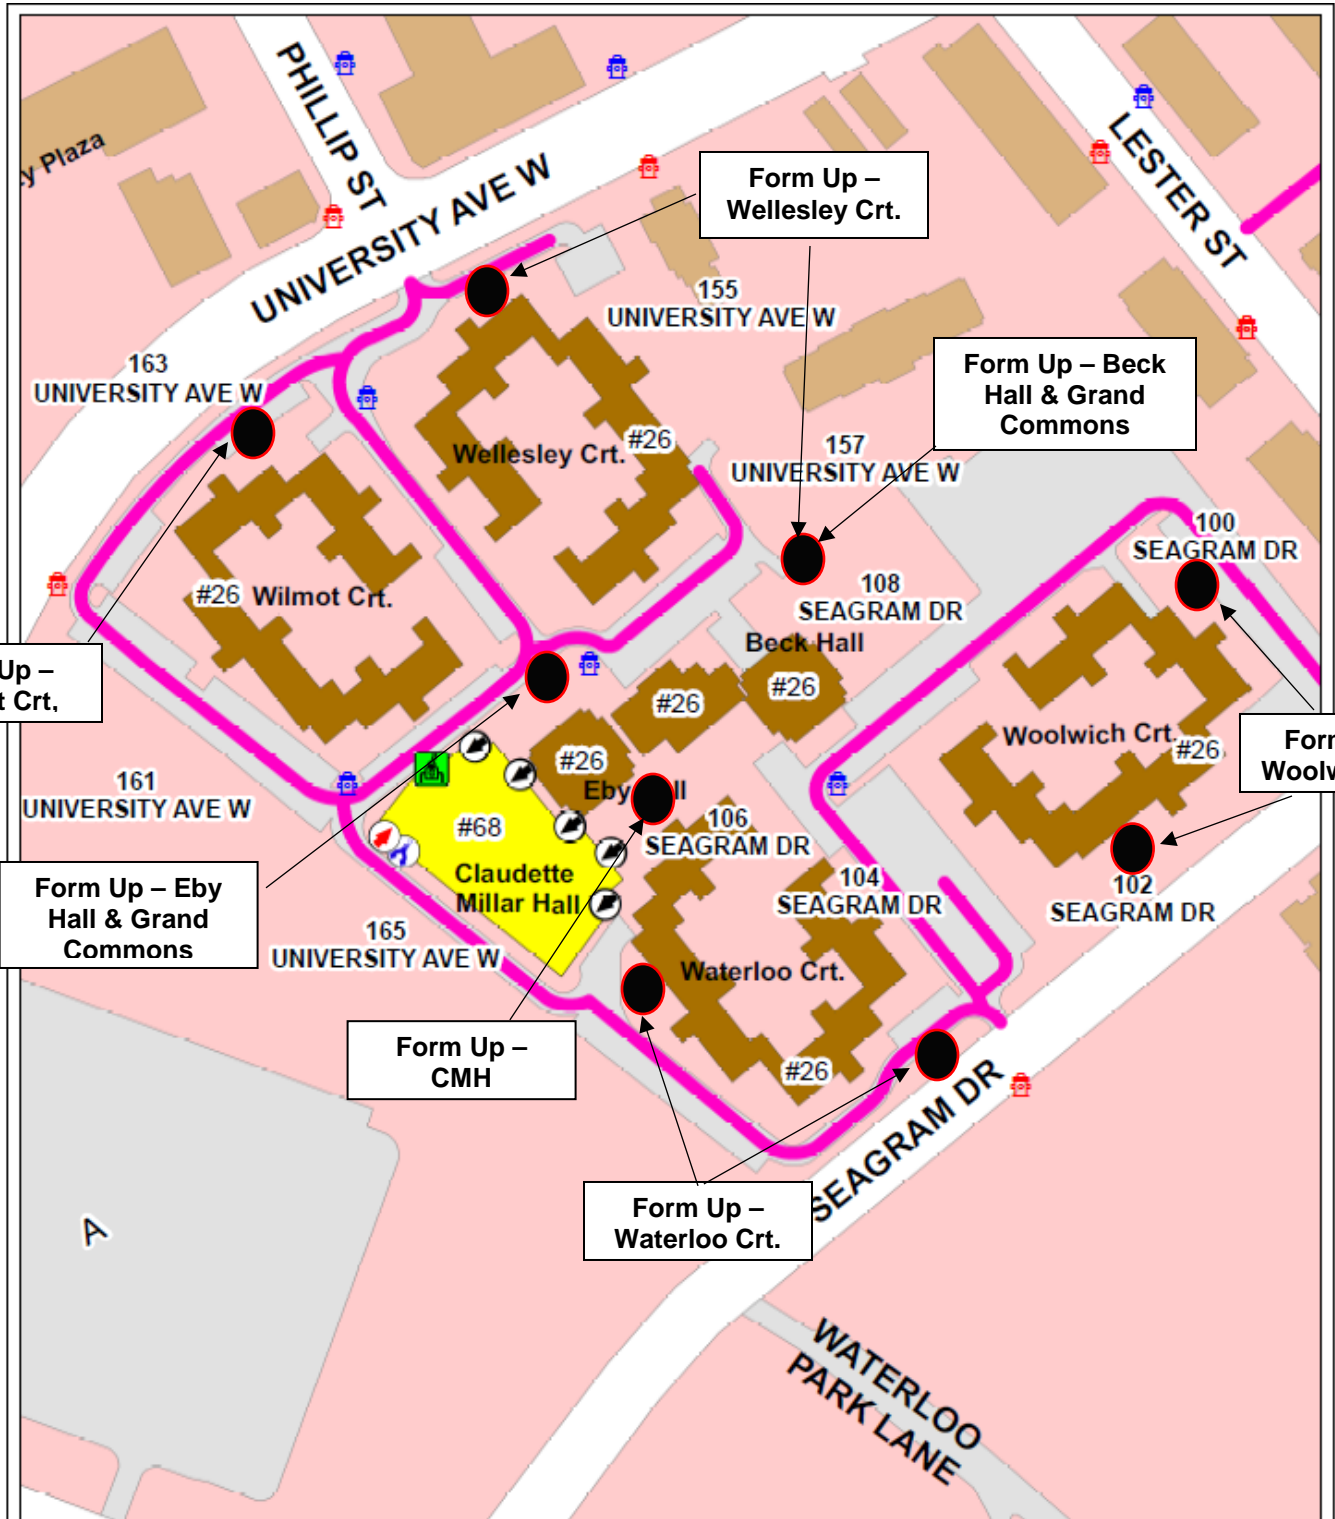 PHILLIP ST
y Plaza
UNIVERSITY AVE W
LESTER ST
Form Up –
Wellesley Crt.
155
UNIVERSITY AVE W
163
UNIVERSITY AVE W
Form Up – Beck
Hall & Grand
Commons
#26
Wellesley Crt.
157
UNIVERSITY AVE W
100
SEAGRAM DR
#26
Wilmot Crt.
108
SEAGRAM DR
Beck Hall
Up –
t Crt,
#26
#26
Woolwich Crt.
#26
Form
Woolw
161
UNIVERSITY AVE W
#26
Eby
ll
#68
106
SEAGRAM DR
Claudette
Millar Hall
104
SEAGRAM DR
102
SEAGRAM DR
Form Up – Eby
Hall & Grand
Commons
165
UNIVERSITY AVE W
Waterloo Crt.
Form Up –
CMH
#26
SEAGRAM DR
Form Up –
Waterloo Crt.
A
WATERLOO
PARK LANE